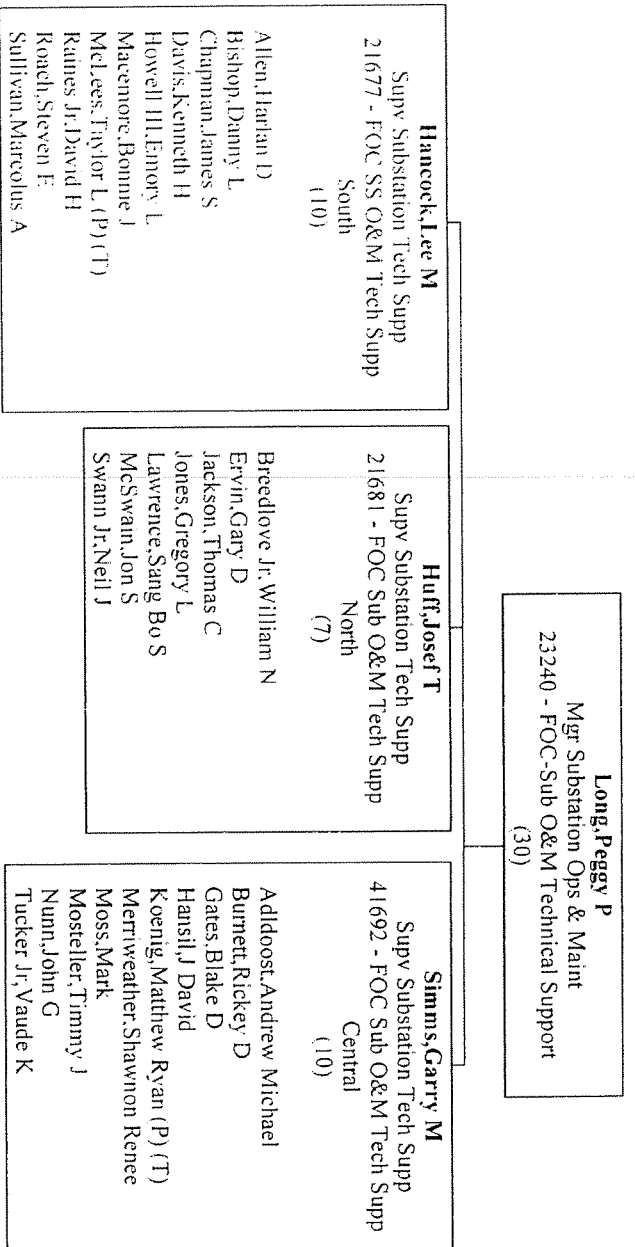 Long,Peggy P
Mgr Substation Ops & Maint
23240 - FOC-Sub O&M Technical Support
(30)
Hancock,Lee M
Supv Substation Tech Supp
21677 - FOC SS O&M Tech Supp
South
(10)
Allen,Harlan D
Bishop,Danny L
Chapman,James S
Davis,Kenneth H
Howell III,Emory L
Macemore,Bonnie J
McLees,Taylor L (P) (T)
Raines Jr,David H
Roach,Steven E
Sullivan,Marcolus A
Huff,Josef T
Supv Substation Tech Supp
21681 - FOC Sub O&M Tech Supp
North
(7)
Breedlove Jr,William N
Ervin,Gary D
Jackson,Thomas C
Jones,Gregory L
Lawrence,Sang Bo S
McSwain,Jon S
Swann Jr,Neil J
Simms,Garry M
Supv Substation Tech Supp
41692 - FOC Sub O&M Tech Supp
Central
(10)
Adldoost,Andrew Michael
Burnett,Rickey D
Gates,Blake D
Hansil,J David
Koenig,Matthew Ryan (P) (T)
Merriweather,Shawnon Renee
Moss,Mark
Mosteller,Timmy J
Nunn,John G
Tucker Jr,Vaude K